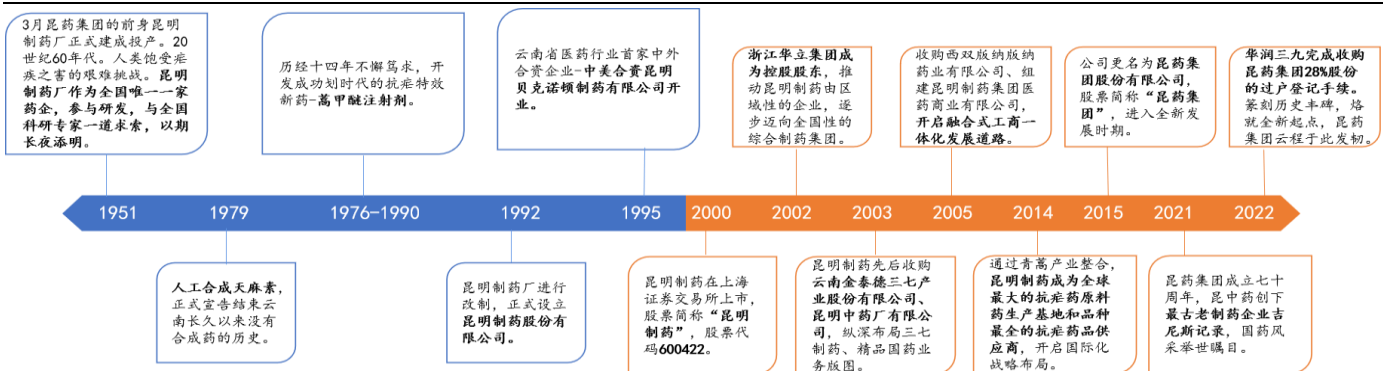 3月昆药集团的前身昆明
制药厂正式建成投产。20
世纪60年代。人类饱受疟
疾之害的艰难挑战。昆明
制药厂作为全国唯一一家
药企，参与研发，与全国
科研专家一道求索，以期
长夜添明。
历经十四年不懈笃求，开
发成功划时代的抗疟特效
新药-蒿甲醚注射剂。
云南省医药行业首家中外
合资企业-中美合资昆明
贝克诺顿制药有限公司开
业。
浙江华立集团成
为控股股东，推
动昆明制药由区
域性的企业，逐
步迈向全国性的
综合制药集团。
收购西双版纳版纳
药业有限公司、组
建昆明制药集团医
药商业有限公司，
开启融合式工商一
体化发展道路。
公司更名为昆药集
团股份有限公司，
股票简称“昆药集
团”，进入全新发
展时期。
华润三九完成收购
昆药集团28%股份
的过户登记手续。
篆刻历史丰碑，烙
就全新起点，昆药
集团云程于此发轫。
1951 1979 1976-1990 1992 1995 2000 2002 2003 2005 2014 2015 2021 2022
人工合成天麻素，
正式宣告结束云
南长久以来没有
合成药的历史。
昆明制药厂进行
改制，正式设立
昆明制药股份有
限公司。
昆明制药在上海
证券交易所上市，
股票简称“昆明
制药”，股票代
码600422。
昆明制药先后收购
云南金泰德三七产
业股份有限公司、
昆明中药厂有限公
司，纵深布局三七
制药、精品国药业
务版图。
通过青蒿产业整合，
昆明制药成为全球
最大的抗疟药原料
药生产基地和品种
最全的抗疟药品供
应商，开启国际化
战略布局。
昆药集团成立七十
周年，昆中药创下
最古老制药企业吉
尼斯记录，国药风
采举世瞩目。